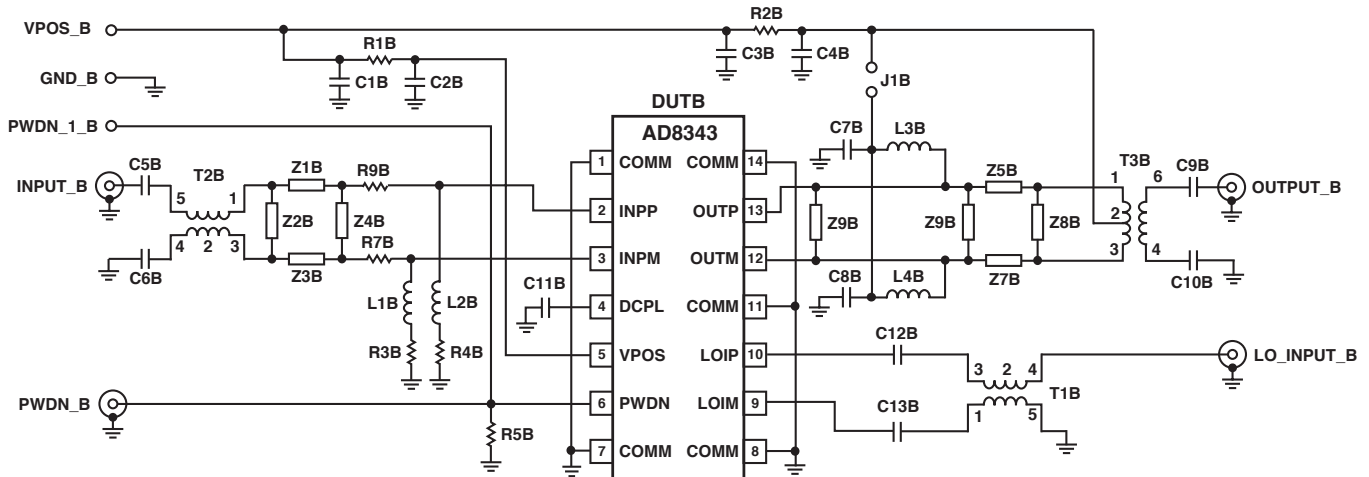 VPOS_B
R2B
R1B
C3B
C4B
GND_B
C1B
C2B
J1B
DUTB
PWDN_1_B
AD8343
C7B
L3B
C5B
T2B
Z1B
R9B
1
COMM
COMM
14
T3B
C9B
INPUT_B
5
1
Z5B
1
6
OUTPUT_B
Z2B
Z4B
2
INPP
OUTP
13
Z9B
Z9B
Z8B
2
4
2
3
R7B
3
4
C6B
Z3B
3
INPM
OUTM
12
Z7B
C10B
C11B
C8B
L4B
L1B
L2B
4
DCPL
COMM
11
C12B
R3B
R4B
5
VPOS
LOIP
10
3
2
4
LO_INPUT_B
PWDN_B
6
PWDN
LOIM
9
C13B
1
5
T1B
R5B
7
COMM
COMM
8